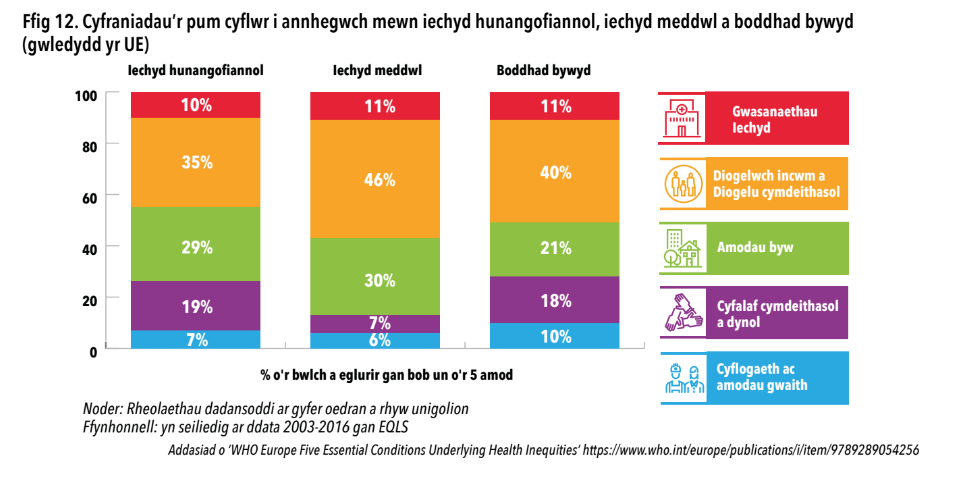 Ffig 12. Cyfraniadau’r pum cyflwr i annhegwch mewn iechyd hunangofiannol, iechyd meddwl a boddhad bywyd
(gwledydd yr UE)
Iechyd hunangofiannol
Iechyd meddwl
Boddhad bywyd
100
80
60
40
20
0
10%
35%
29%
19%
7%
11%
46%
30%
7%
6%
11%
40%
21%
18%
10%
Gwasanaethau
Iechyd
Diogelwch incwm a
Diogelu cymdeithasol
Amodau byw
Cyfalaf cymdeithasol
a dynol
Cyflogaeth ac
amodau gwaith
% o'r bwlch a eglurir gan bob un o'r 5 amod
Noder: Rheolaethau dadansoddi ar gyfer oedran a rhyw unigolion
Ffynhonnell: yn seiliedig ar ddata 2003-2016 gan EQLS
Addasiad o ‘WHO Europe Five Essential Conditions Underlying Health Inequities’ https://www.who.int/europe/publications/i/item/9789289054256